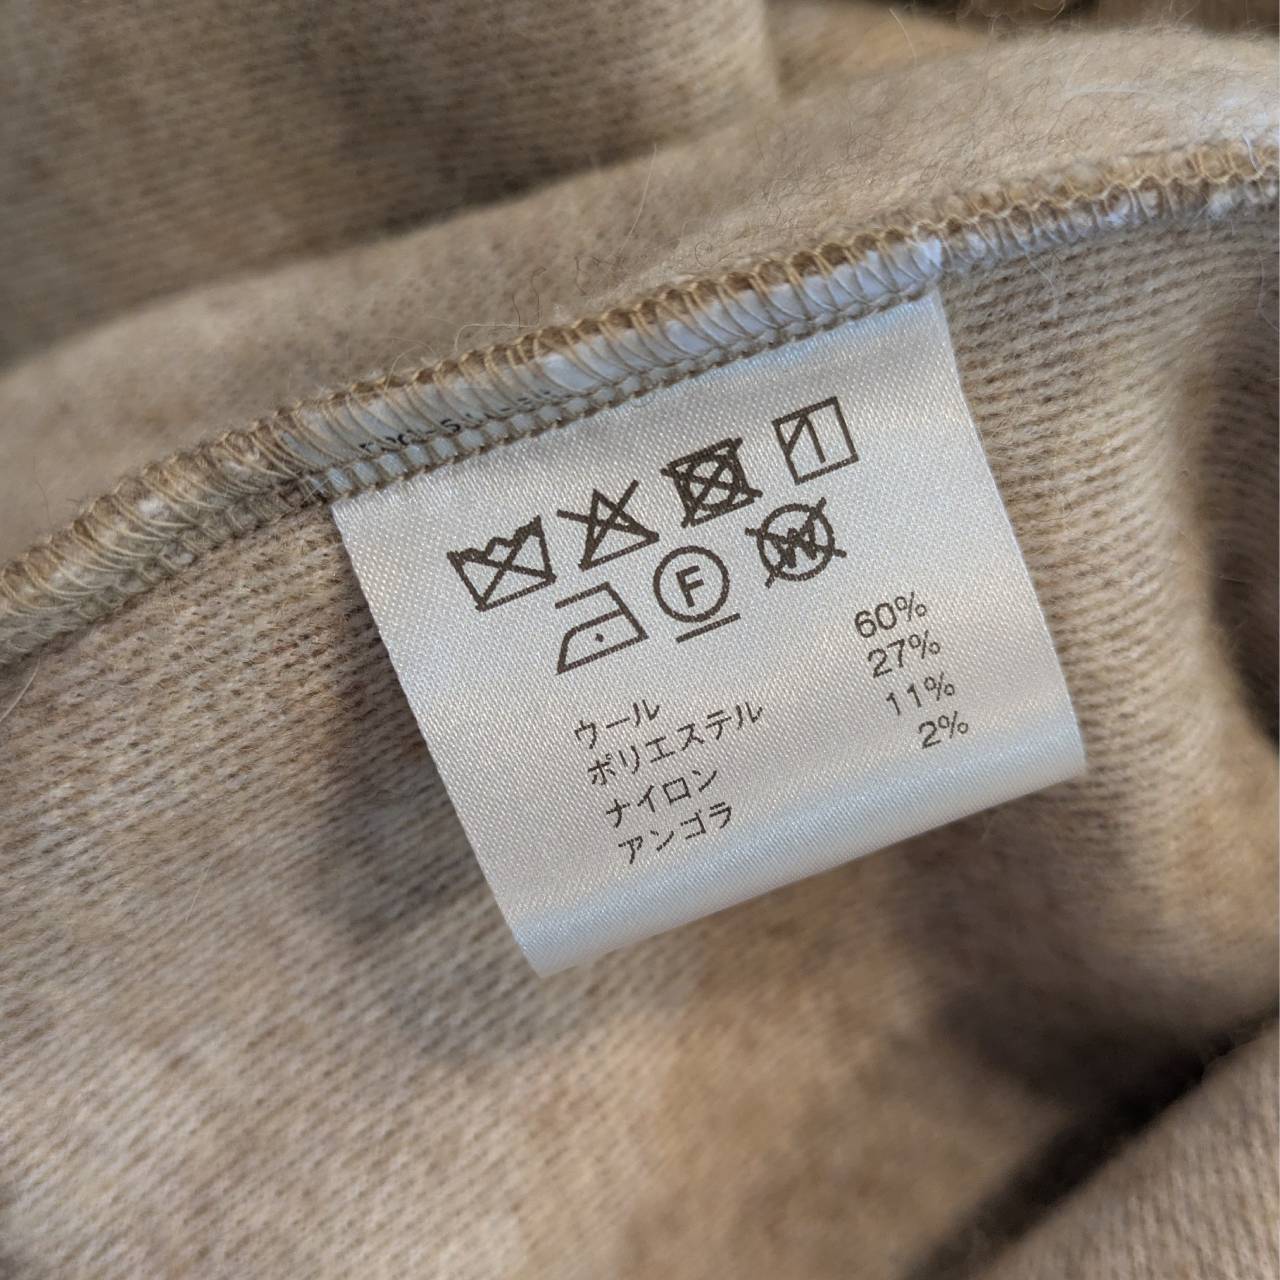 F
W
ウール 60%
ポリエステル 27%
ナイロン 11%
アンゴラ 2%